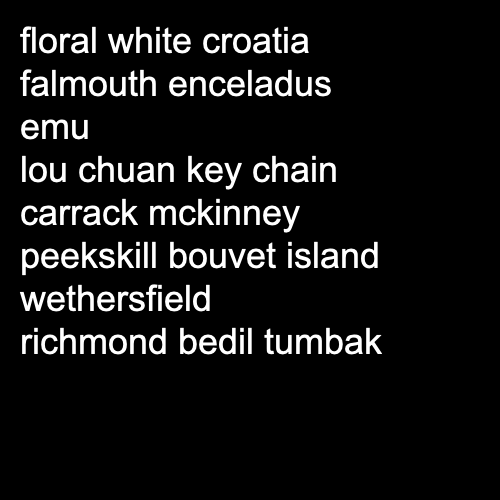 floral white croatia
falmouth enceladus
emu
lou chuan key chain
carrack mckinney
peekskill bouvet island
wethersfield
richmond bedil tumbak